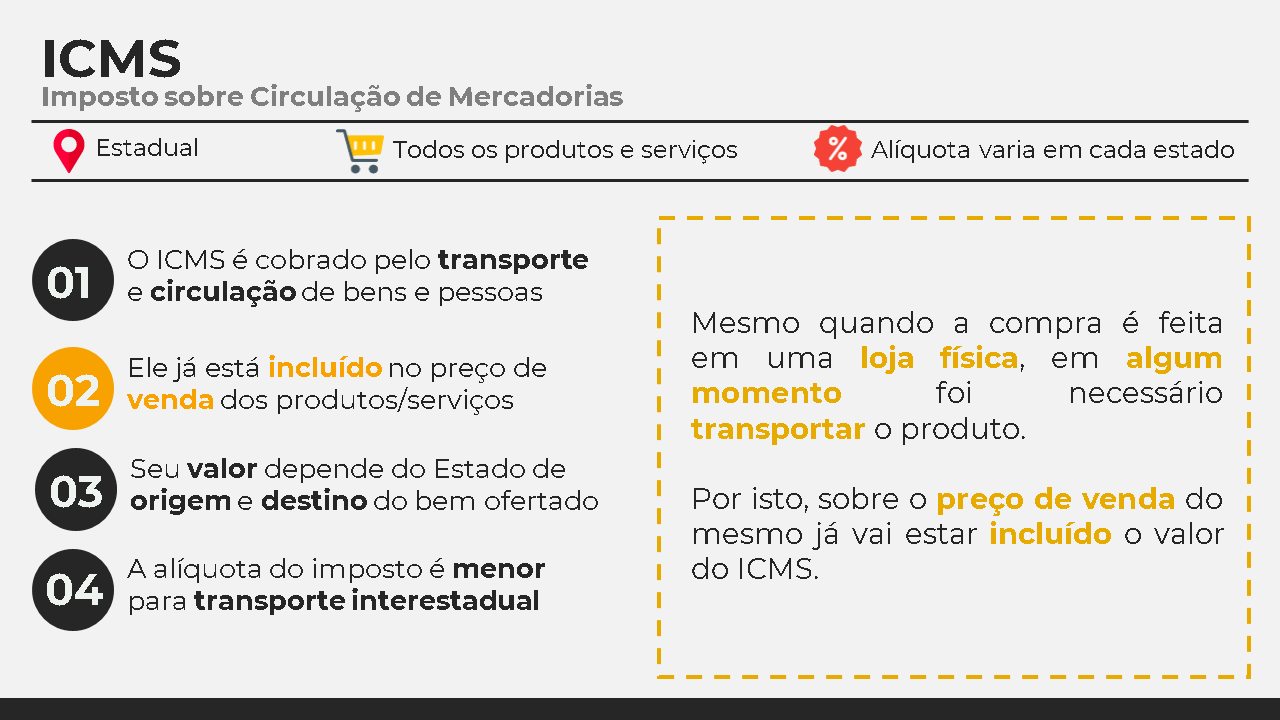 ICMS
Imposto sobre Circulação de Mercadorias
Estadual
Todos os produtos e serviços
%
Alíquota varia em cada estado
01
O ICMS é cobrado pelo transporte
e circulação de bens e pessoas
02
Ele já está incluído no preço de
venda dos produtos/serviços
03
Seu valor depende do Estado de
origem e destino do bem ofertado
04
A alíquota do imposto é menor
para transporte interestadual
Mesmo quando a compra é feita
em uma loja física, em algum
momento foi necessário
transportar o produto.
Por isto, sobre o preço de venda do
mesmo já vai estar incluído o valor
do ICMS.